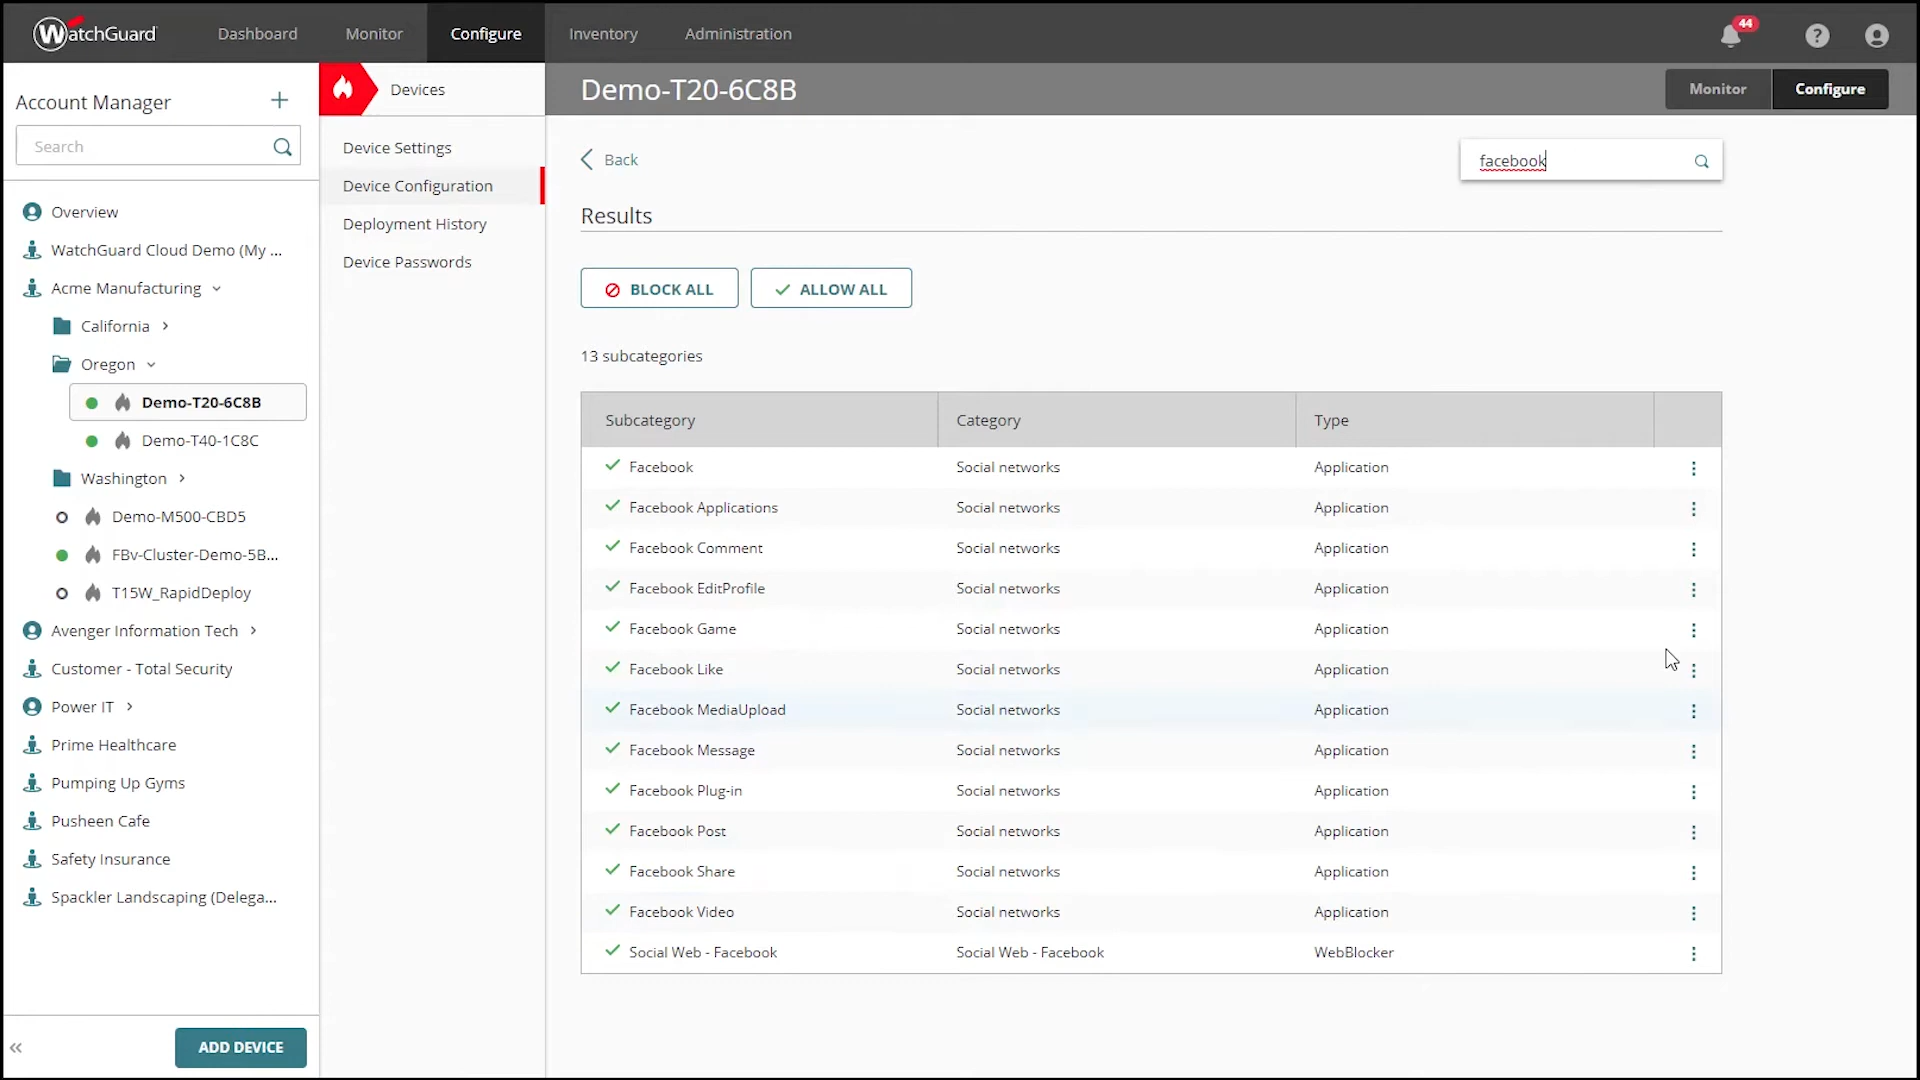 WatchGuard
Dashboard
Monitor
Configure
Inventory
Administration
44
?
Account Manager
Search
Overview
WatchGuard Cloud Demo (My ...
Acme Manufacturing
California
Oregon
Demo-T20-6C8B
Demo-T40-1C8C
Washington
Demo-M500-CBD5
FBv-Cluster-Demo-5B...
T15W_RapidDeploy
Avenger Information Tech
Customer - Total Security
Power IT
Prime Healthcare
Pumping Up Gyms
Pusheen Cafe
Safety Insurance
Spackler Landscaping (Delega...
ADD DEVICE
Devices
Device Settings
Device Configuration
Deployment History
Device Passwords
Demo-T20-6C8B
Monitor
Configure
Back
facebook
Results
BLOCK ALL
ALLOW ALL
13 subcategories
Subcategory Category Type
Facebook Social networks Application
Facebook Applications Social networks Application
Facebook Comment Social networks Application
Facebook EditProfile Social networks Application
Facebook Game Social networks Application
Facebook Like Social networks Application
Facebook MediaUpload Social networks Application
Facebook Message Social networks Application
Facebook Plug-in Social networks Application
Facebook Post Social networks Application
Facebook Share Social networks Application
Facebook Video Social networks Application
Social Web - Facebook Social Web - Facebook WebBlocker